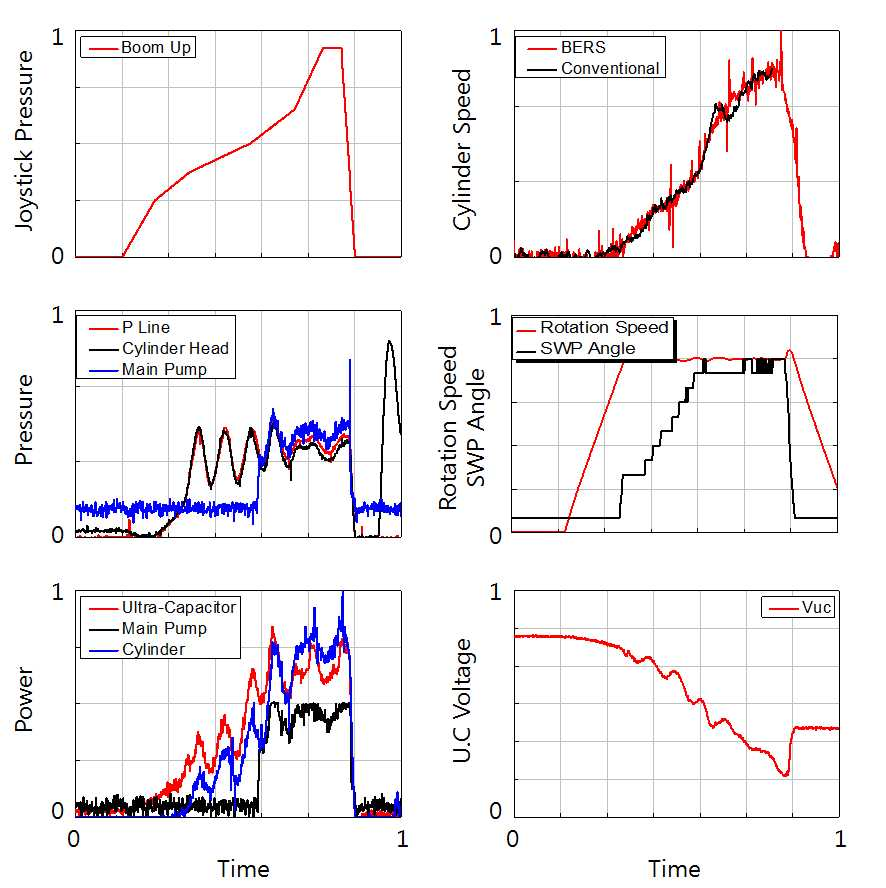 1
Boom Up
Joystick Pressure
0
1
BERS
Conventional
Cylinder Speed
0
1
P Line
Cylinder Head
Main Pump
Pressure
0
1
Rotation Speed
SWP Angle
Rotation Speed
SWP Angle
0
1
Ultra-Capacitor
Main Pump
Cylinder
Power
0
0
1
Time
1
Vuc
U.C Voltage
0
0
1
Time